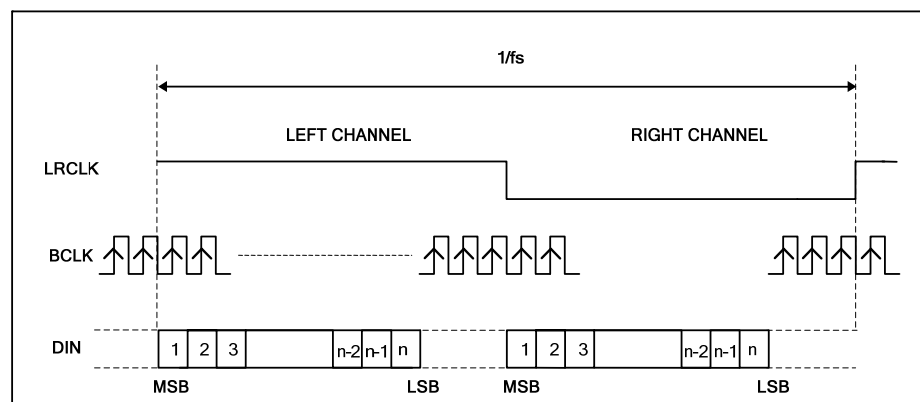 1/fs
LEFT CHANNEL RIGHT CHANNEL
LRCLK
BCLK
DIN 1 2 3 n-2 n-1 n 1 2 3 n-2 n-1 n
MSB LSB MSB LSB